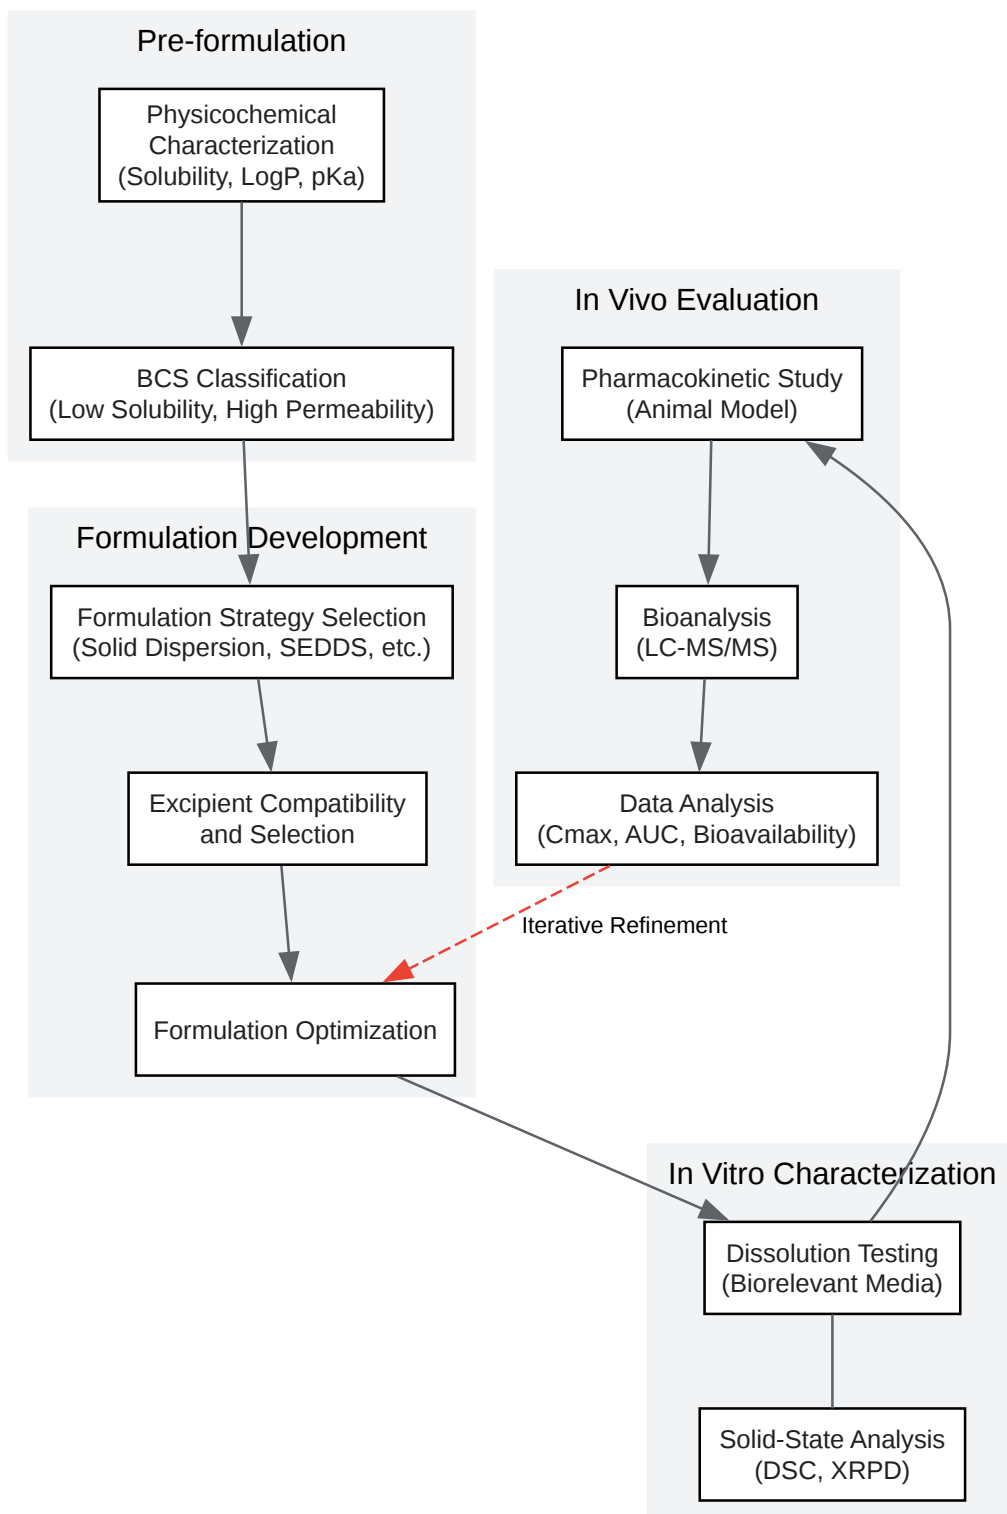 Pre-formulation
Physicochemical
Characterization
(Solubility, LogP, pKa)
BCS Classification
(Low Solubility, High Permeability)
Formulation Development
Formulation Strategy Selection
(Solid Dispersion, SEDDS, etc.)
Excipient Compatibility
and Selection
Formulation Optimization
In Vivo Evaluation
Pharmacokinetic Study
(Animal Model)
Bioanalysis
(LC-MS/MS)
Data Analysis
(Cmax, AUC, Bioavailability)
Iterative Refinement
In Vitro Characterization
Dissolution Testing
(Biorelevant Media)
Solid-State Analysis
(DSC, XRPD)